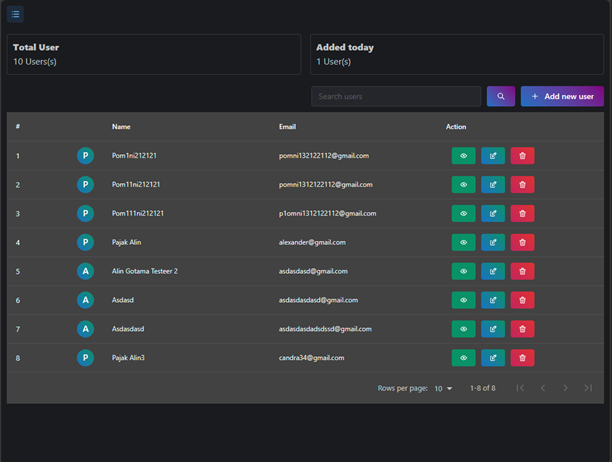 Total User
10 Users(s)
Added today
1 User(s)
Search users
+ Add new user
# Name Email Action
1 P Pom1ni212121 pomni132122112@gmail.com
2 P Pom11ni212121 pomni1312122112@gmail.com
3 P Pom111ni212121 p1omni1312122112@gmail.com
4 P Pajak Alin alexander@gmail.com
5 A Alin Gotama Testeer 2 asdasdasd@gmail.com
6 A Asdasd asdasdasdasd@gmail.com
7 A Asdasdasd asdasdasdadsdssd@gmail.com
8 P Pajak Alin3 candra34@gmail.com
Rows per page: 10 1-8 of 8